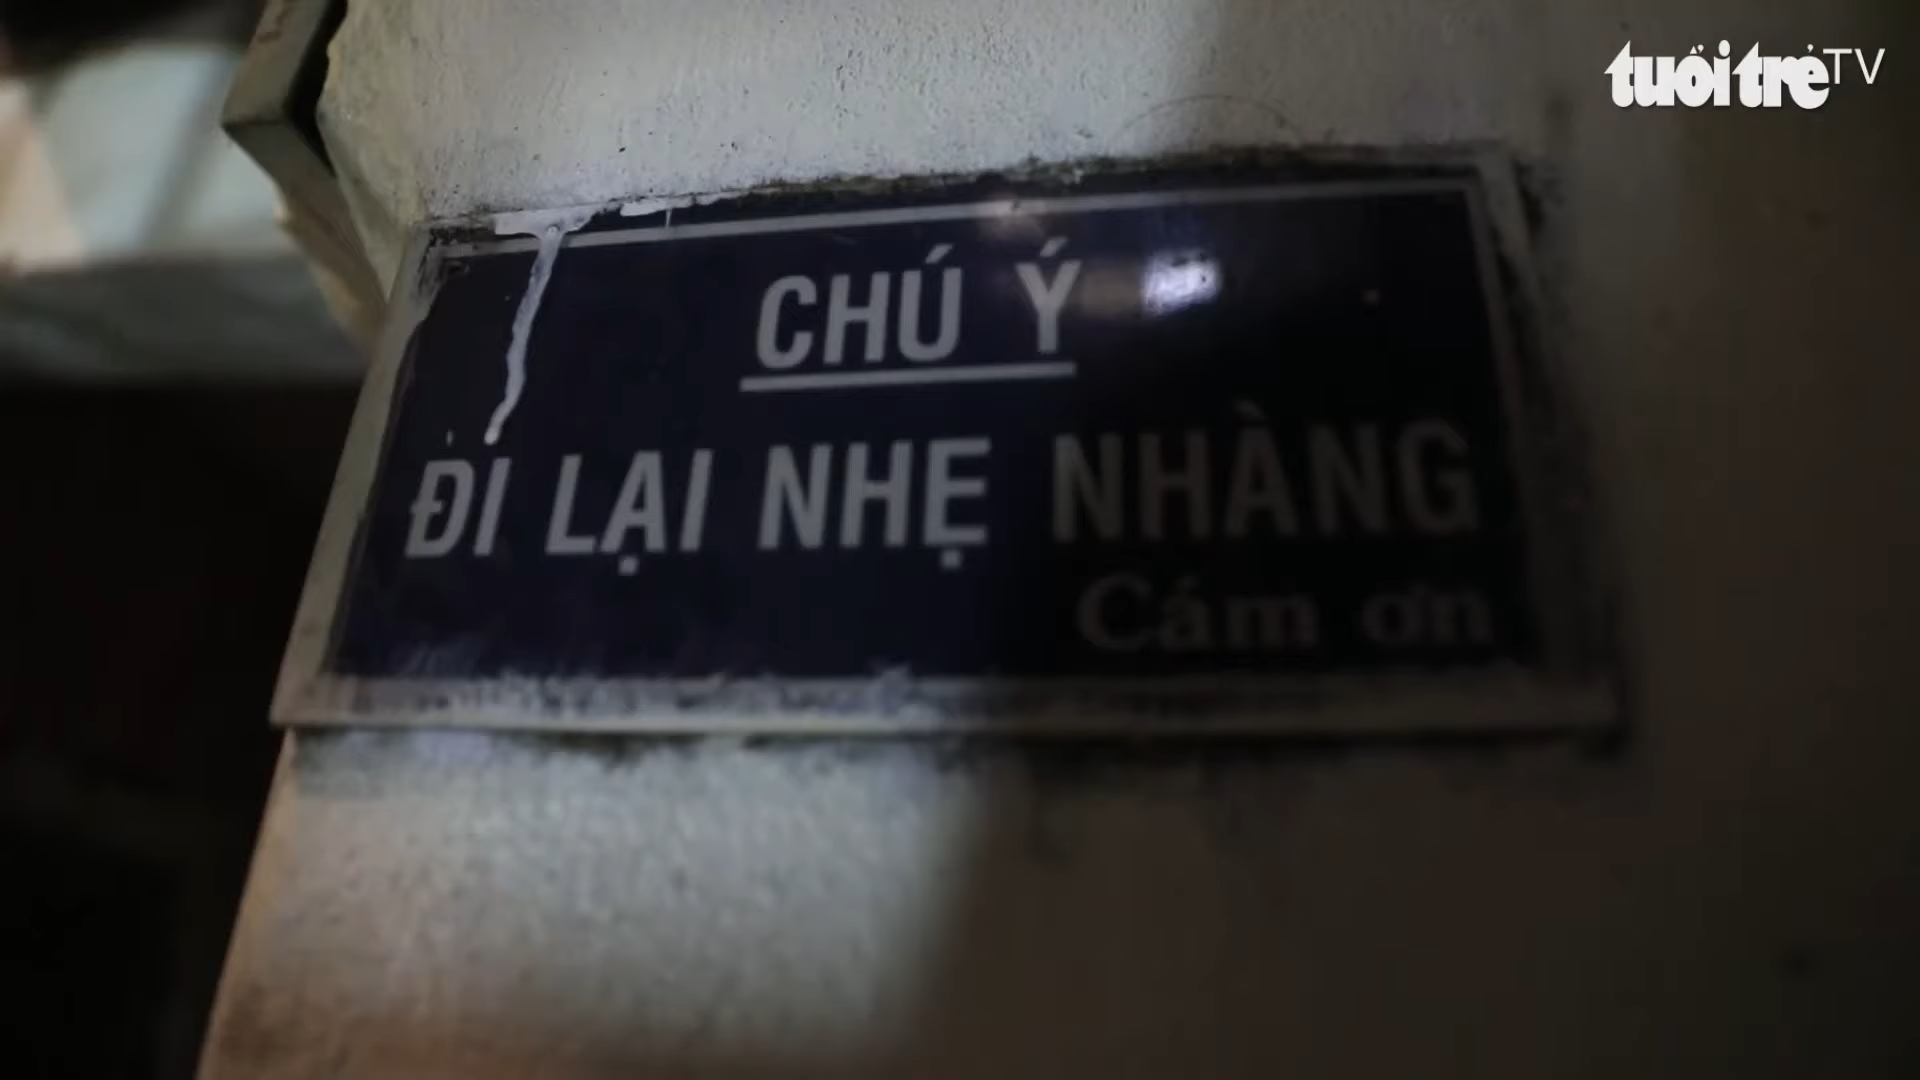 tuổi trẻ TV
CHÚ Ý
ĐI LẠI NHẸ NHÀNG
Cám ơn